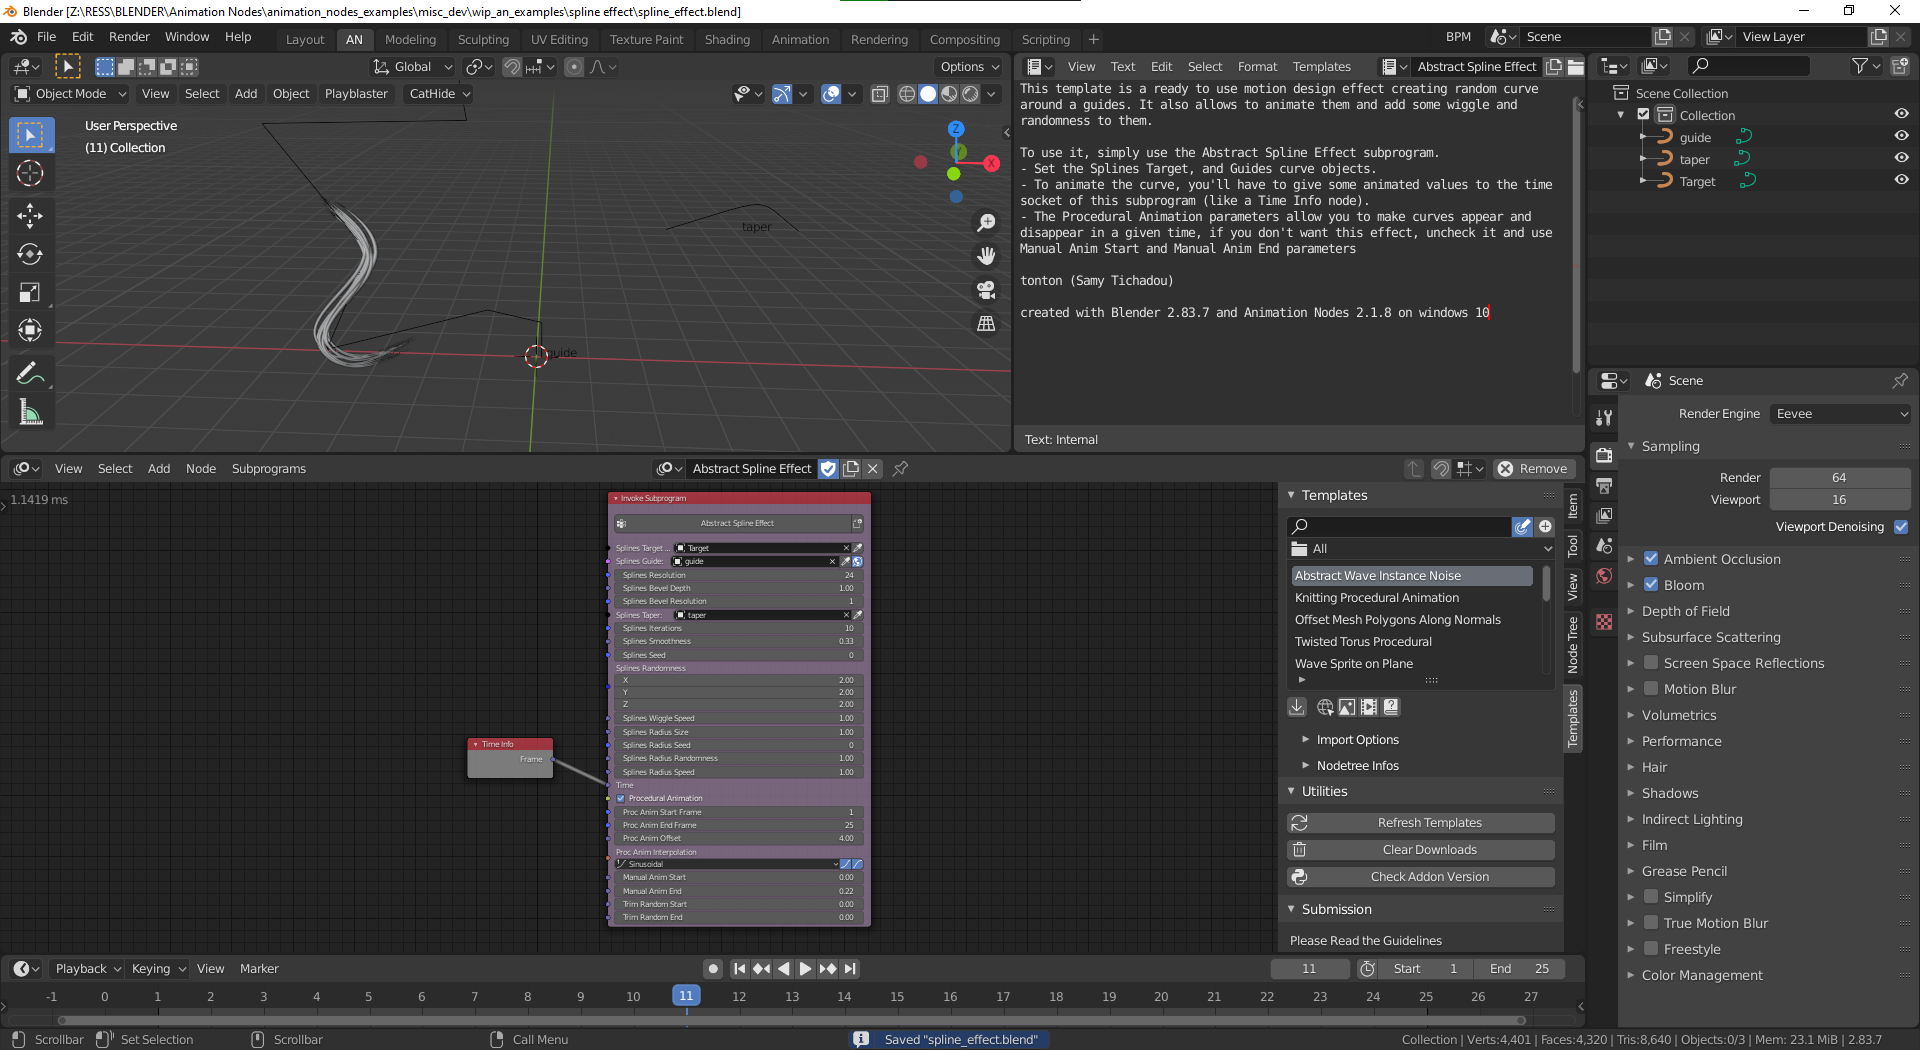 Blender [Z:\RESS\BLENDER\Animation Nodes\animation_nodes_examples\misc_dev\wip_an_examples\spline effect\spline_effect.blend]
File Edit Render Window Help
Layout AN Modeling Sculpting UV Editing Texture Paint Shading Animation Rendering Compositing Scripting +
BPM Scene View Layer
Global Options
Object Mode View Select Add Object Playblaster CatHide
User Perspective
(11) Collection
Z
Y
X
taper
guide
View Text Edit Select Format Templates Abstract Spline Effect
This template is a ready to use motion design effect creating random curve
around a guides. It also allows to animate them and add some wiggle and
randomness to them.
To use it, simply use the Abstract Spline Effect subprogram.
- Set the Splines Target, and Guides curve objects.
- To animate the curve, you'll have to give some animated values to the time
socket of this subprogram (like a Time Info node).
- The Procedural Animation parameters allow you to make curves appear and
disappear in a given time, if you don't want this effect, uncheck it and use
Manual Anim Start and Manual Anim End parameters
tonton (Samy Tichadou)
created with Blender 2.83.7 and Animation Nodes 2.1.8 on windows 10
Text: Internal
Scene Collection
Collection
guide
taper
Target
Scene
Render Engine Eevee
Sampling
Render 64
Viewport 16
Viewport Denoising
Ambient Occlusion
Bloom
Depth of Field
Subsurface Scattering
Screen Space Reflections
Motion Blur
Volumetrics
Performance
Hair
Shadows
Indirect Lighting
Film
Grease Pencil
Simplify
True Motion Blur
Freestyle
Color Management
View Select Add Node Subprograms Abstract Spline Effect Remove
1.1419 ms
Invoke Subprogram
Abstract Spline Effect
Splines Target ... Target
Splines Guide: guide
Splines Resolution 24
Splines Bevel Depth 1.00
Splines Bevel Resolution 1
Splines Taper: taper
Splines Iterations 10
Splines Smoothness 0.33
Splines Seed 0
Splines Randomness
X 2.00
Y 2.00
Z 2.00
Splines Wiggle Speed 1.00
Splines Radius Size 1.00
Splines Radius Seed 0
Splines Radius Randomness 1.00
Splines Radius Speed 1.00
Time
Procedural Animation
Proc Anim Start Frame 1
Proc Anim End Frame 25
Proc Anim Offset 4.00
Proc Anim Interpolation
Sinusoidal
Manual Anim Start 0.00
Manual Anim End 0.22
Trim Random Start 0.00
Trim Random End 0.00
Time Info
Frame
Templates
All
Abstract Wave Instance Noise
Knitting Procedural Animation
Offset Mesh Polygons Along Normals
Twisted Torus Procedural
Wave Sprite on Plane
Import Options
Nodetree Infos
Utilities
Refresh Templates
Clear Downloads
Check Addon Version
Submission
Please Read the Guidelines
Item
Tool
View
Node Tree
Templates
Playback Keying View Marker 11 Start 1 End 25
-1 0 1 2 3 4 5 6 7 8 9 10 11 12 13 14 15 16 17 18 19 20 21 22 23 24 25 26 27
Scrollbar Set Selection Scrollbar Call Menu Saved "spline_effect.blend" Collection | Verts:4,401 | Faces:4,320 | Tris:8,640 | Objects:0/3 | Mem: 23.1 MiB | 2.83.7